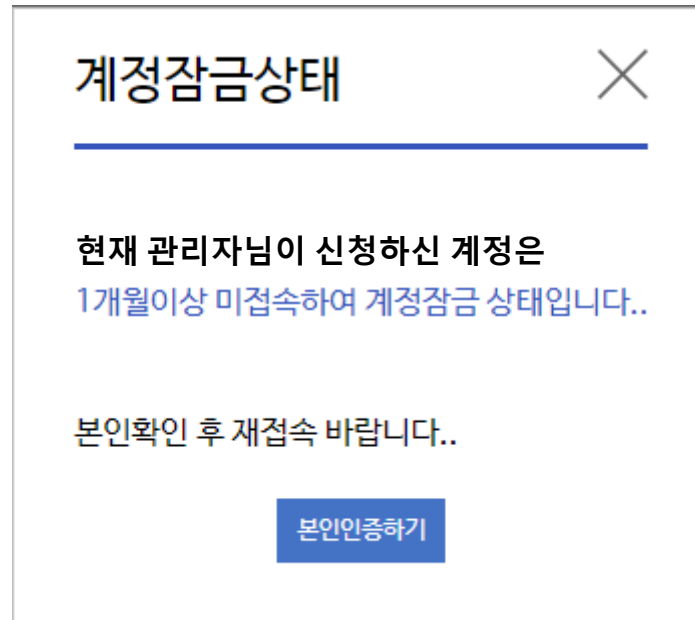 계정잠금상태
현재 관리자님이 신청하신 계정은
1개월이상 미접속하여 계정잠금 상태입니다..
본인확인 후 재접속 바랍니다..
본인인증하기